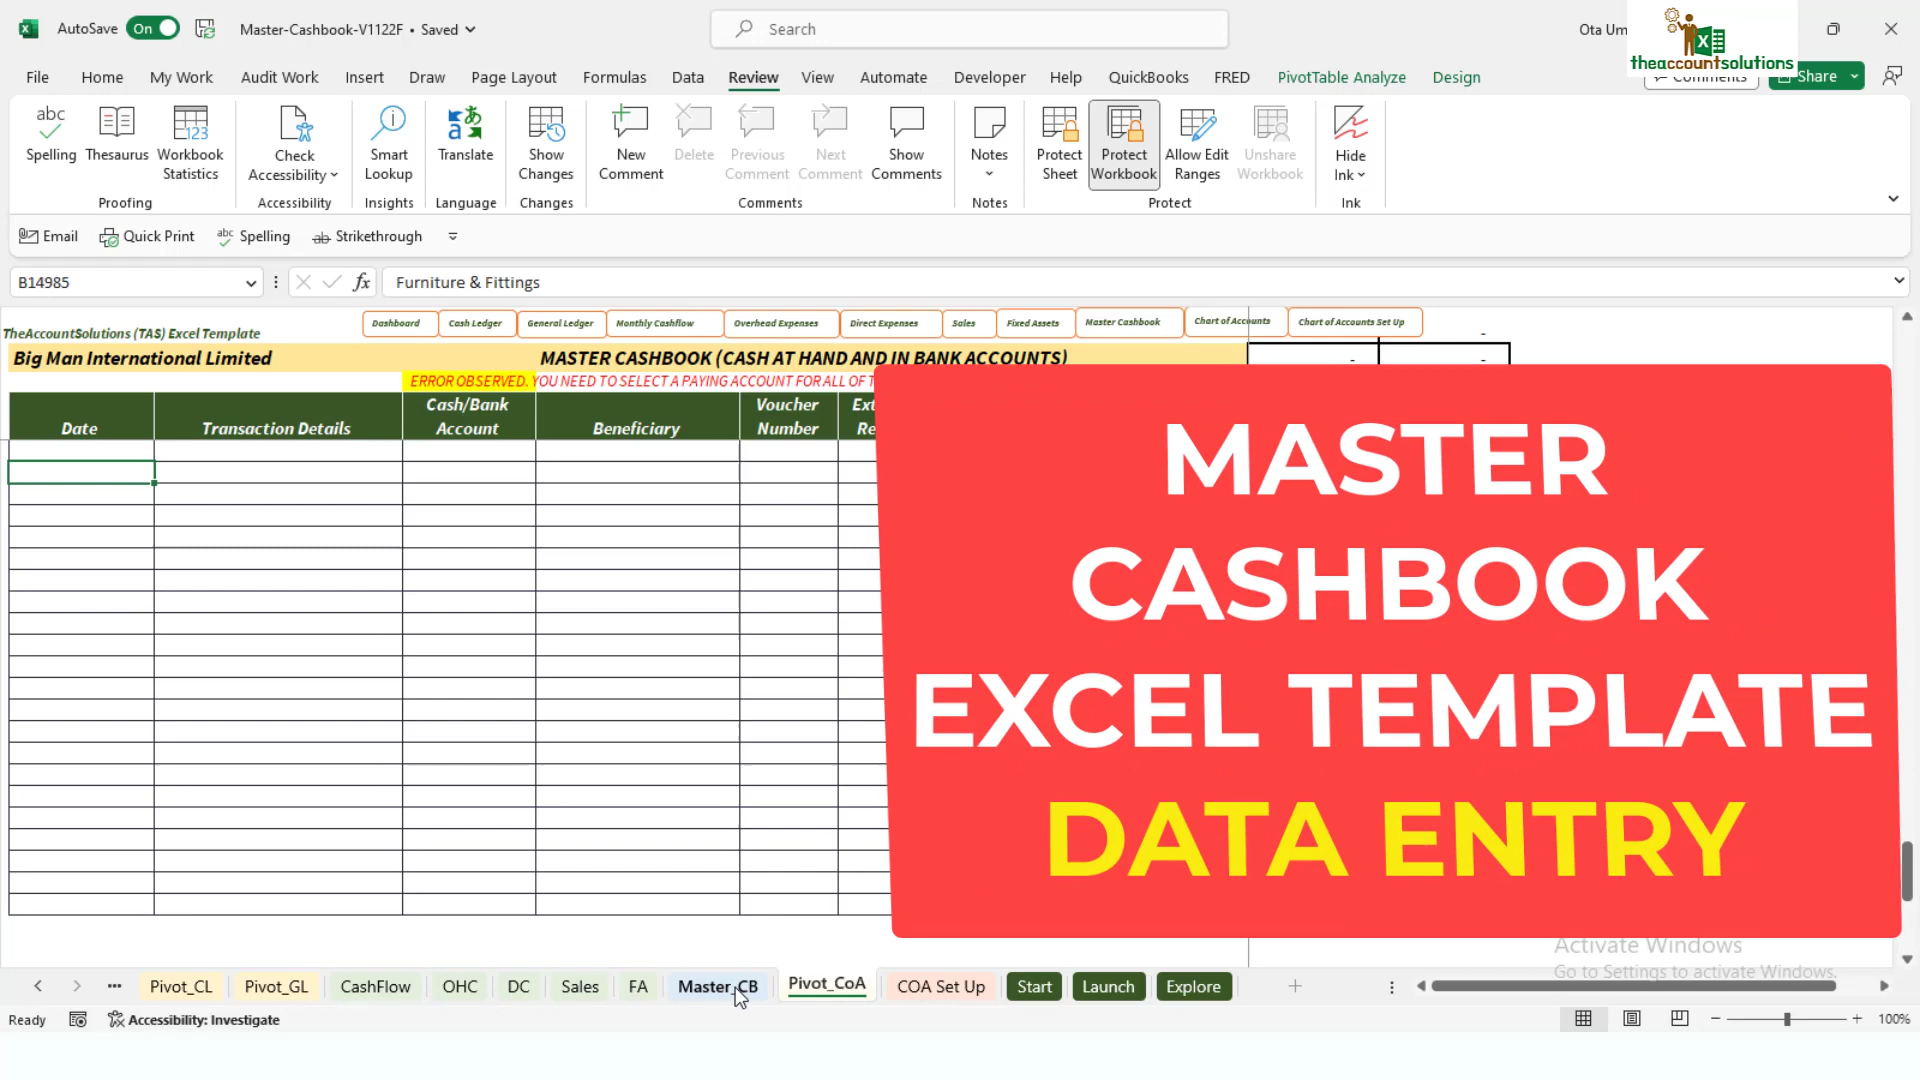 AutoSave On Master-Cashbook-V1122F • Saved Search Ota Um
theaccountsolutions
File Home My Work Audit Work Insert Draw Page Layout Formulas Data Review View Automate Developer Help QuickBooks FRED PivotTable Analyze Design Comments Share
Spelling Thesaurus Workbook Statistics
Check Accessibility
Smart Lookup
Translate
Show Changes
New Comment
Delete
Previous Comment
Next Comment
Show Comments
Notes
Protect Sheet
Protect Workbook
Allow Edit Ranges
Unshare Workbook
Hide Ink
Proofing Accessibility Insights Language Changes Comments Notes Protect Ink
Email Quick Print Spelling Strikethrough
B14985 fx Furniture & Fittings
TheAccountSolutions (TAS) Excel Template
Dashboard Cash Ledger General Ledger Monthly Cashflow Overhead Expenses Direct Expenses Sales Fixed Assets Master Cashbook Chart of Accounts Chart of Accounts Set Up
Big Man International Limited MASTER CASHBOOK (CASH AT HAND AND IN BANK ACCOUNTS)
ERROR OBSERVED. YOU NEED TO SELECT A PAYING ACCOUNT FOR ALL OF T
Date Transaction Details Cash/Bank Account Beneficiary Voucher Number Ext Re
MASTER
CASHBOOK
EXCEL TEMPLATE
DATA ENTRY
Activate Windows
Go to Settings to activate Windows.
Pivot_CL Pivot_GL CashFlow OHC DC Sales FA Master_CB Pivot_CoA COA Set Up Start Launch Explore
Ready Accessibility: Investigate 100%